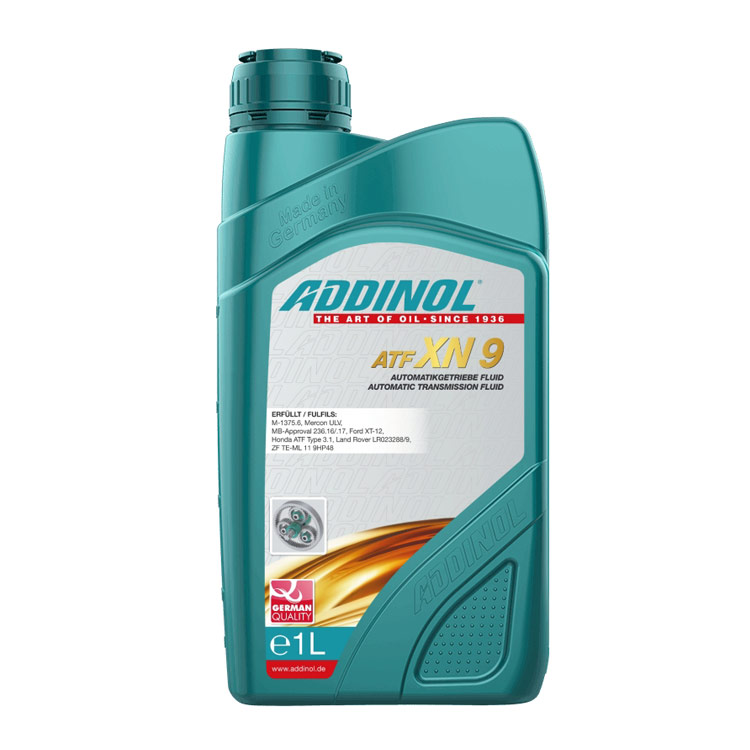 Made in
Germany
ADDINOL®
THE ART OF OIL · SINCE 1936
ATF XN 9
AUTOMATIKGETRIEBE FLUID
AUTOMATIC TRANSMISSION FLUID
ERFÜLLT / FULFILS:
M-1375.6, Mercon ULV,
MB-Approval 236.16/.17, Ford XT-12,
Honda ATF Type 3.1, Land Rover LR023288/9,
ZF TE-ML 11 9HP48
ADDINOL
GERMAN
QUALITY
℮1L
www.addinol.de